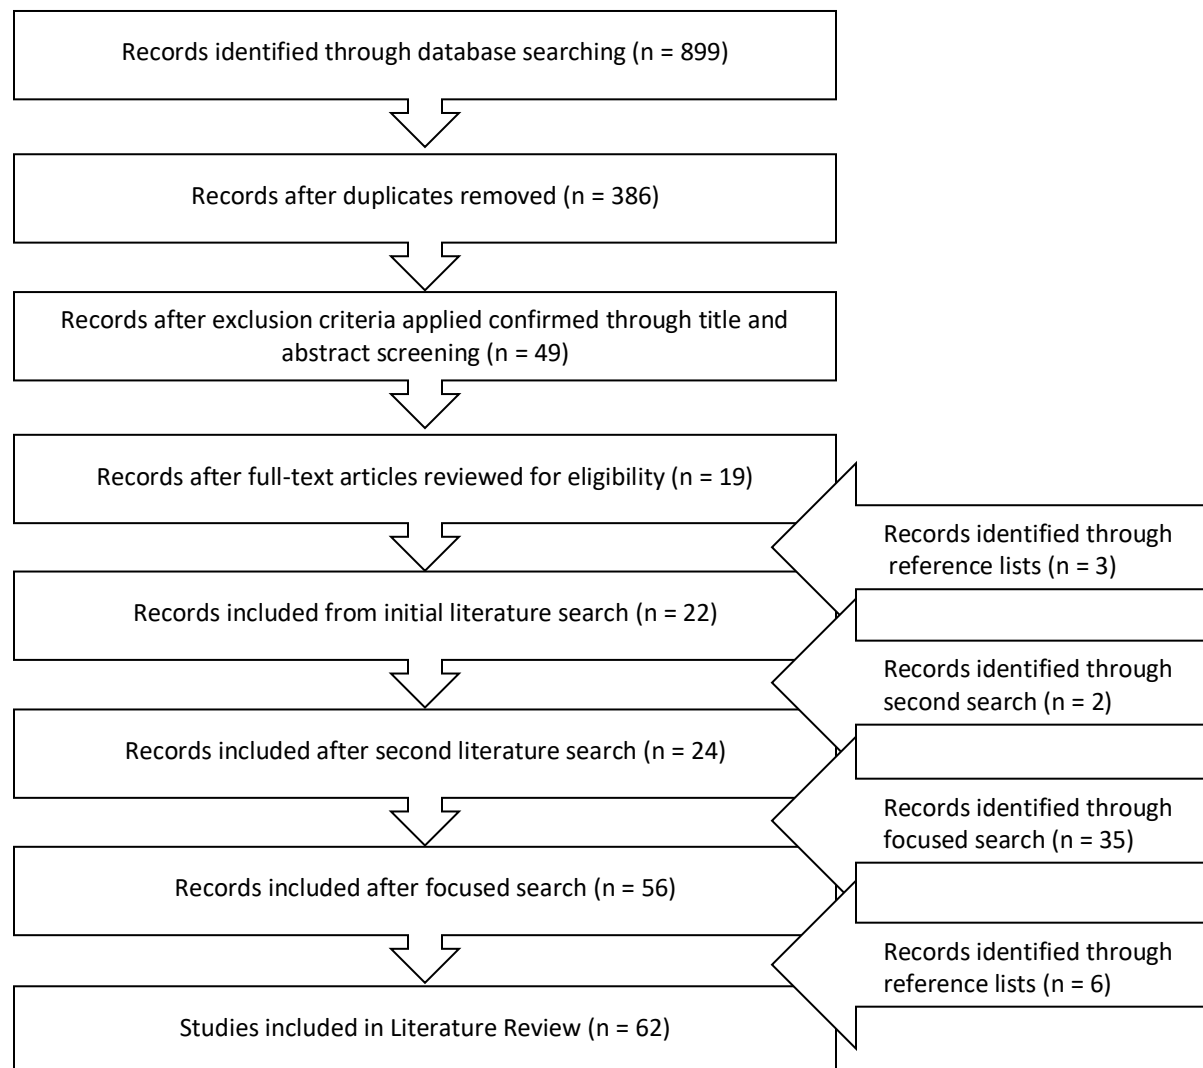 Records identified through database searching (n = 899)
Records after duplicates removed (n = 386)
Records after exclusion criteria applied confirmed through title and
abstract screening (n = 49)
Records after full-text articles reviewed for eligibility (n = 19)
Records identified through
reference lists (n = 3)
Records included from initial literature search (n = 22)
Records identified through
second search (n = 2)
Records included after second literature search (n = 24)
Records identified through
focused search (n = 35)
Records included after focused search (n = 56)
Records identified through
reference lists (n = 6)
Studies included in Literature Review (n = 62)